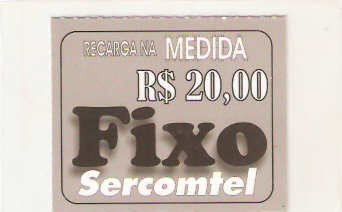 RECARGA NA MEDIDA
R$ 20,00
Fixo
Sercomtel